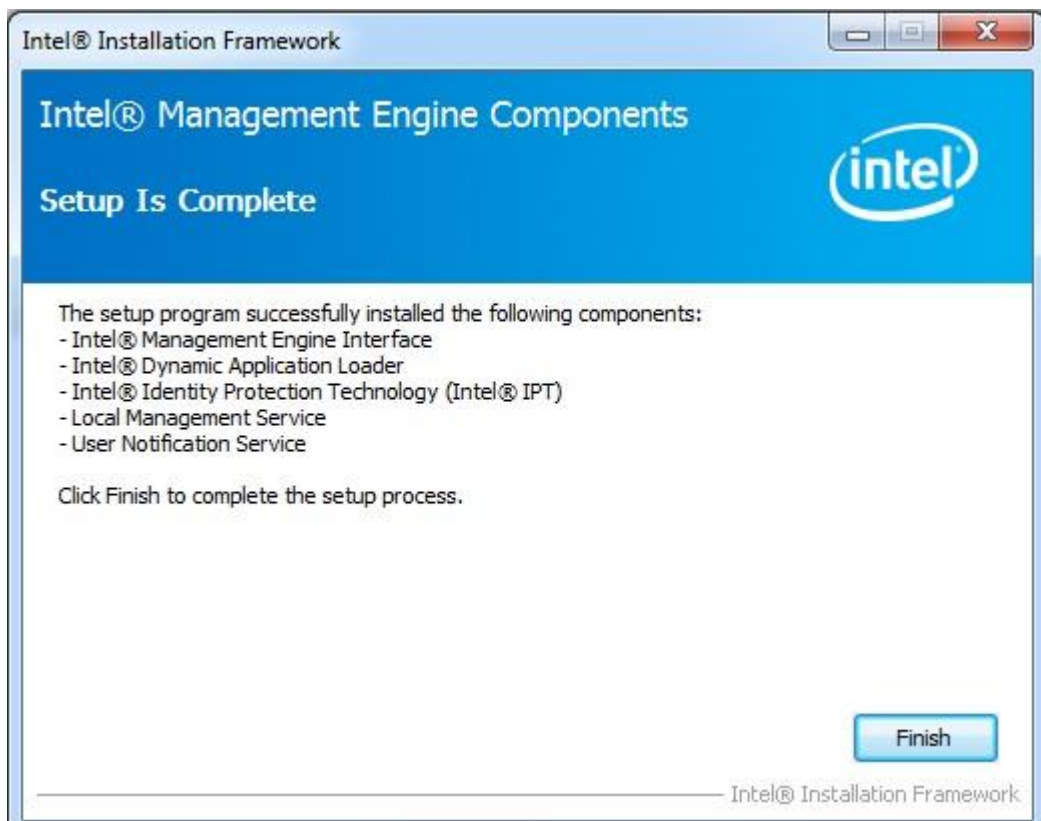 Intel® Installation Framework
Intel® Management Engine Components
intel
Setup Is Complete
The setup program successfully installed the following components:
- Intel® Management Engine Interface
- Intel® Dynamic Application Loader
- Intel® Identity Protection Technology (Intel® IPT)
- Local Management Service
- User Notification Service
Click Finish to complete the setup process.
Finish
Intel® Installation Framework